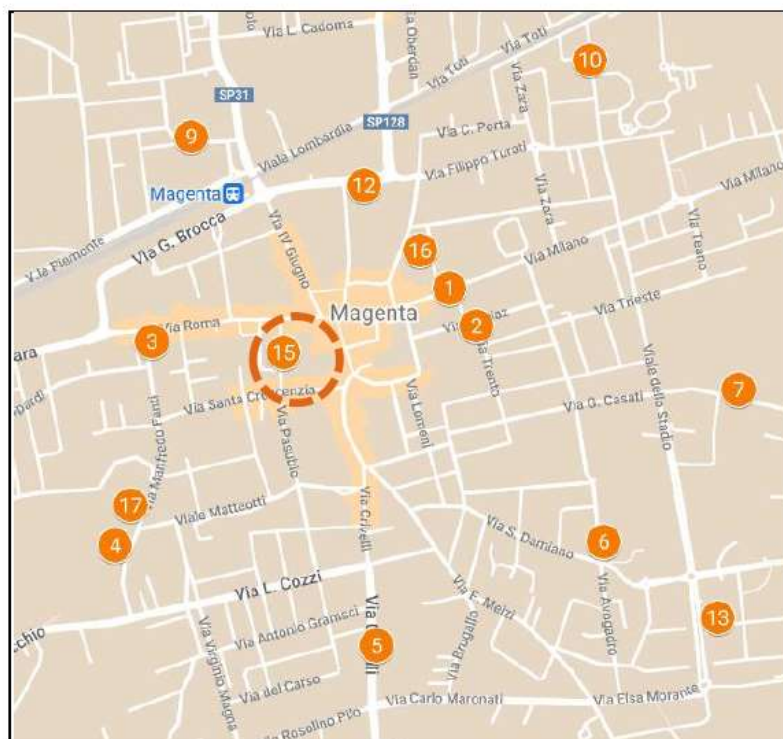 Via L. Cadorna
Via Oberdan
Via Toti
Via Toti
10
SP31
Via Zara
SP128
Via C. Porta
9
Viale Lombardia
Via Filippo Turati
Via Milano
12
Magenta
Via Zara
Via G. Brocca
Via IV Giugno
V.le Piemonte
16
Via Teano
Via Milano
1
Magenta
Via Trieste
Via Roma
2
3
15
Via Trento
Viale dello Stadio
7
Via Santa Crescenzia
Via G. Casati
Via Lomeni
Via Manfredo Fanti
Via Pasubio
17
Viale Matteotti
4
Via Crivelli
Via S. Damiano
6
Via L. Cozzi
Via F. Melzi
Via Avogadro
13
Via Antonio Gramsci
5
Via Brugallo
Via Virginio Magna
Via del Carso
Via Carlo Maronati
Via Elsa Morante
Via Rosolino Pilo